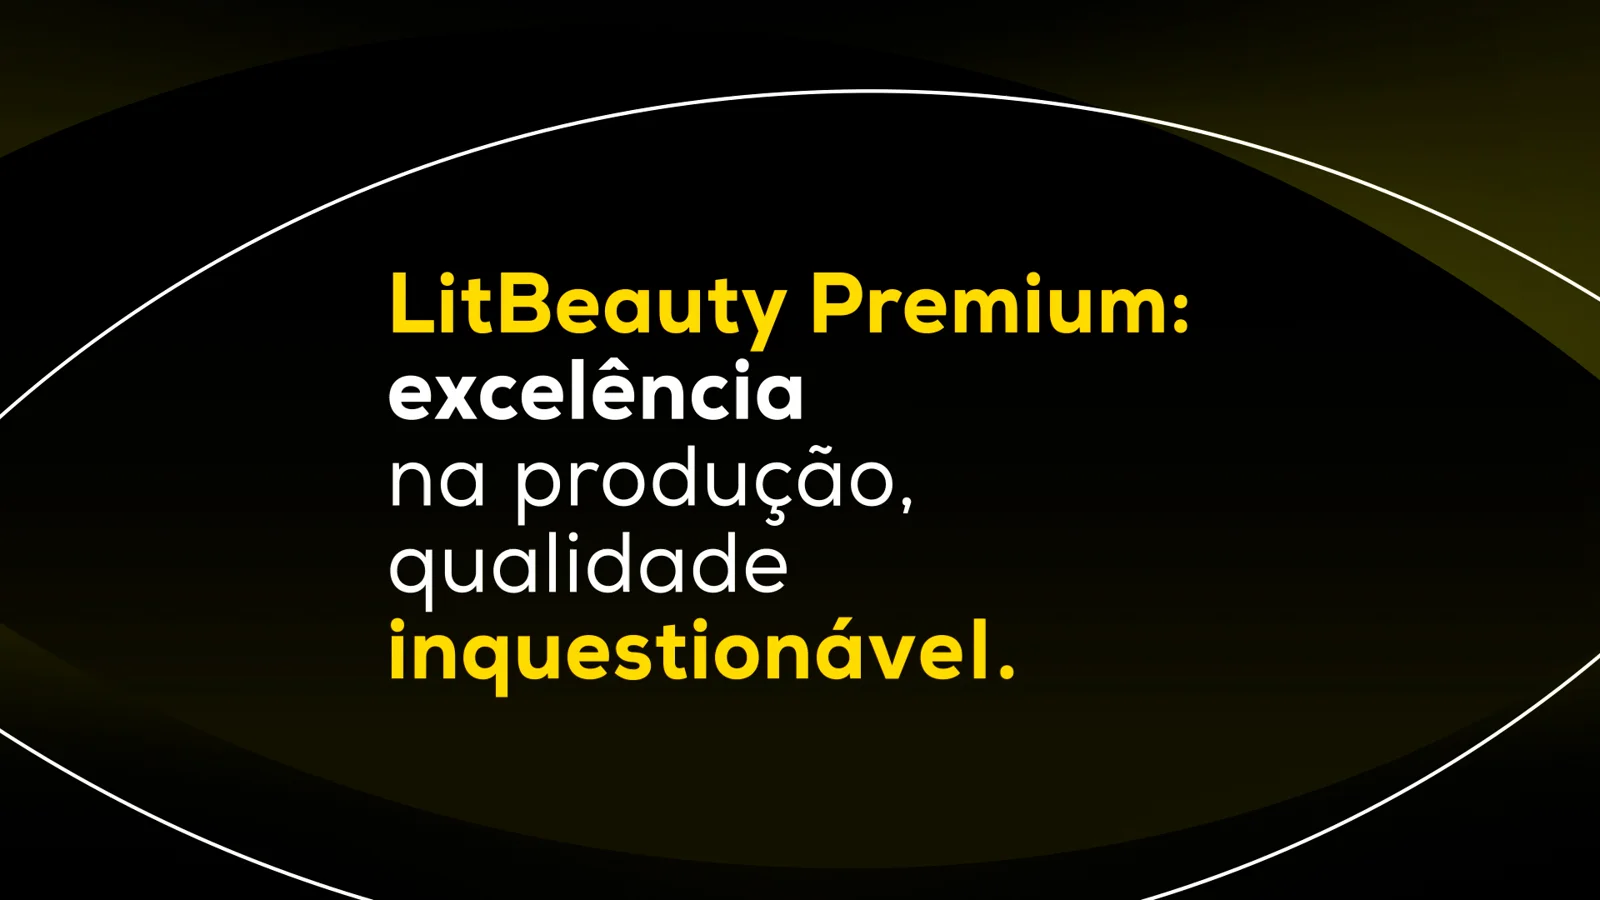 LitBeauty Premium:
excelência
na produção,
qualidade
inquestionável.